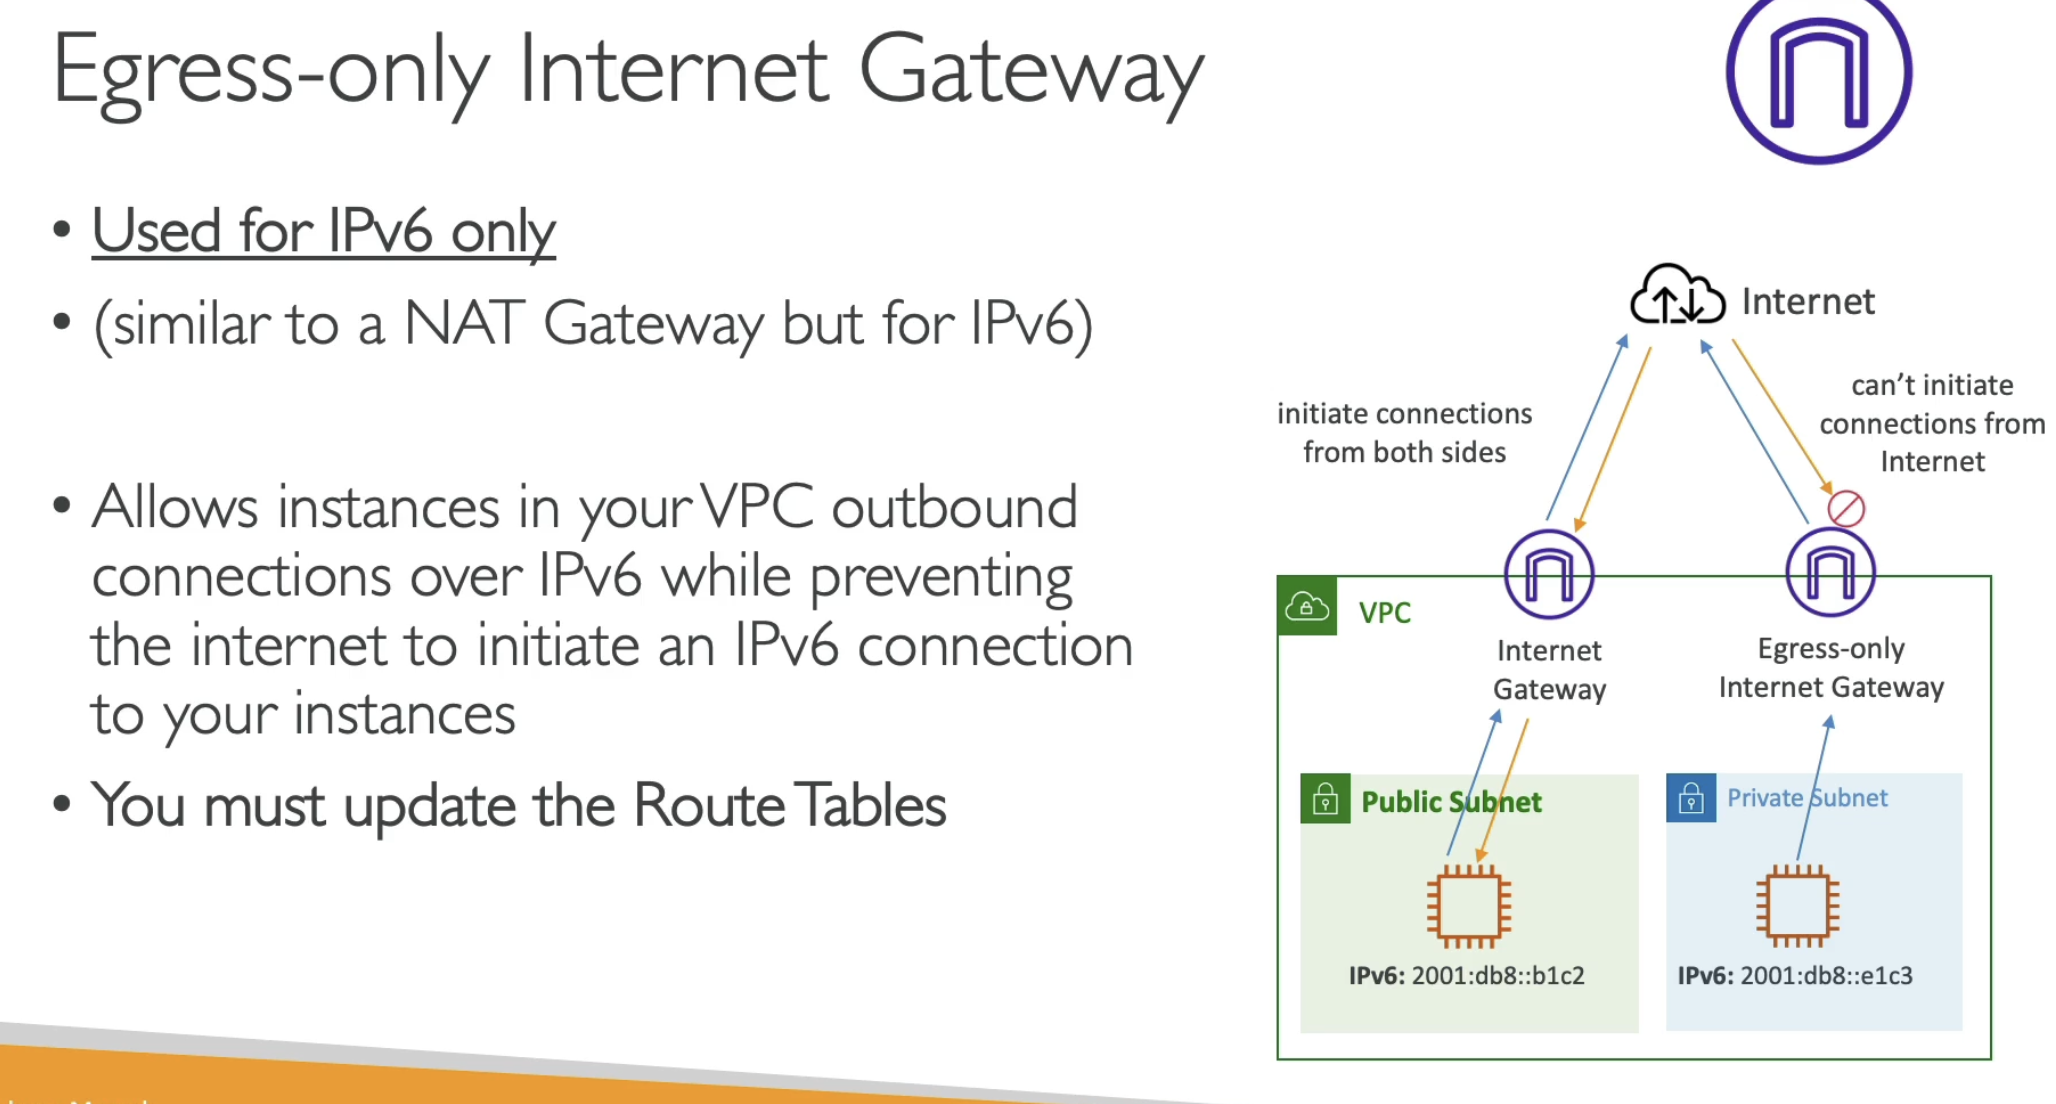 Egress-only Internet Gateway
• Used for IPv6 only
• (similar to a NAT Gateway but for IPv6)
• Allows instances in your VPC outbound
connections over IPv6 while preventing
the internet to initiate an IPv6 connection
to your instances
• You must update the Route Tables
Internet
initiate connections
from both sides
can't initiate
connections from
Internet
VPC
Internet
Gateway
Egress-only
Internet Gateway
Public Subnet
Private Subnet
IPv6: 2001:db8::b1c2
IPv6: 2001:db8::e1c3